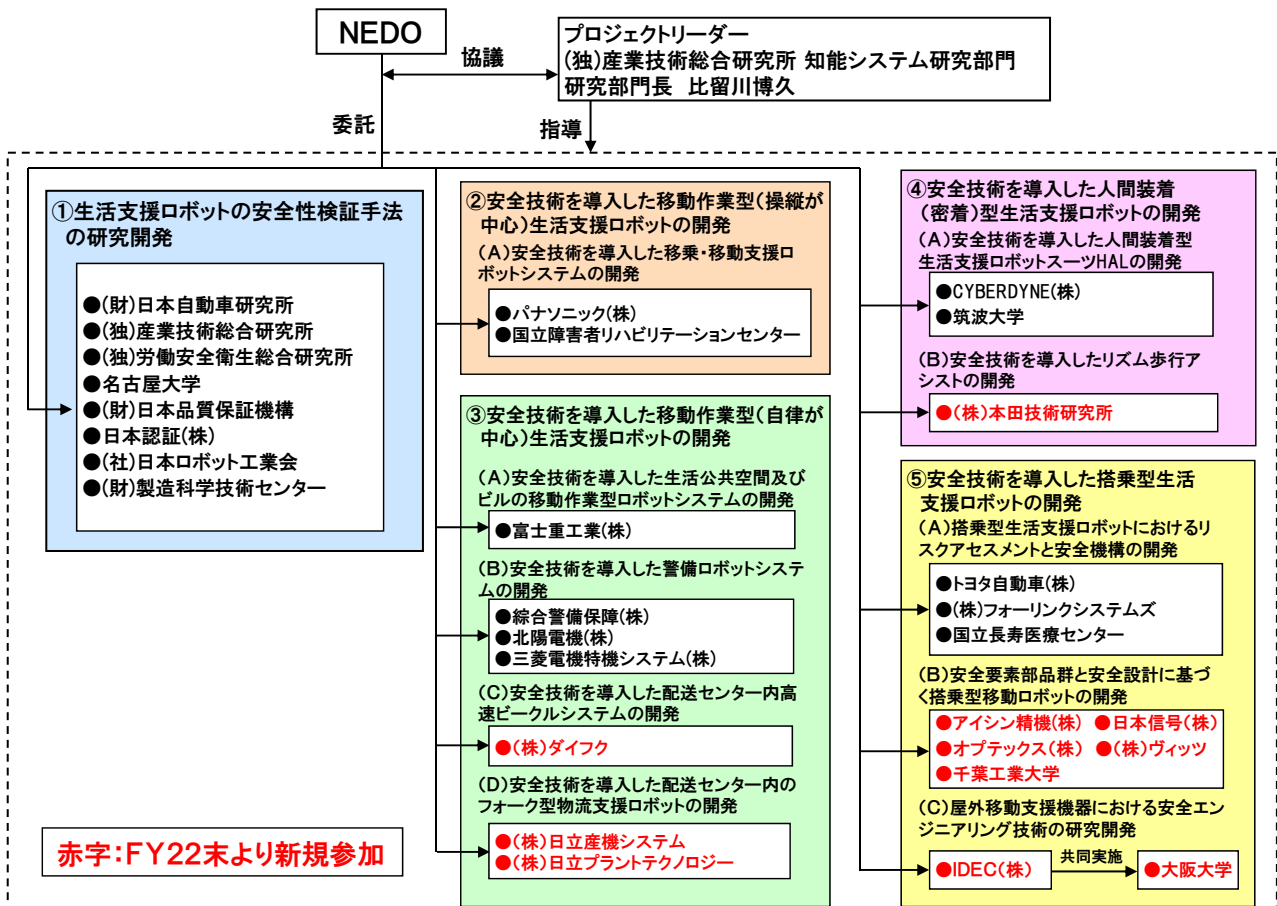 NEDO
協議
プロジェクトリーダー
(独)産業技術総合研究所 知能システム研究部門
研究部門長 比留川博久
委託
指導
①生活支援ロボットの安全性検証手法
の研究開発
●(財)日本自動車研究所
●(独)産業技術総合研究所
●(独)労働安全衛生総合研究所
●名古屋大学
●(財)日本品質保証機構
●日本認証(株)
●(社)日本ロボット工業会
●(財)製造科学技術センター
②安全技術を導入した移動作業型(操縦が
中心)生活支援ロボットの開発
(A)安全技術を導入した移乗・移動支援ロ
ボットシステムの開発
●パナソニック(株)
●国立障害者リハビリテーションセンター
③安全技術を導入した移動作業型(自律が
中心)生活支援ロボットの開発
(A)安全技術を導入した生活公共空間及び
ビルの移動作業型ロボットシステムの開発
●富士重工業(株)
(B)安全技術を導入した警備ロボットシステ
ムの開発
●綜合警備保障(株)
●北陽電機(株)
●三菱電機特機システム(株)
(C)安全技術を導入した配送センター内高
速ビークルシステムの開発
●(株)ダイフク
(D)安全技術を導入した配送センター内の
フォーク型物流支援ロボットの開発
●(株)日立産機システム
●(株)日立プラントテクノロジー
④安全技術を導入した人間装着
(密着)型生活支援ロボットの開発
(A)安全技術を導入した人間装着型
生活支援ロボットスーツHALの開発
●CYBERDYNE(株)
●筑波大学
(B)安全技術を導入したリズム歩行ア
シストの開発
●(株)本田技術研究所
⑤安全技術を導入した搭乗型生活
支援ロボットの開発
(A)搭乗型生活支援ロボットにおけるリ
スクアセスメントと安全機構の開発
●トヨタ自動車(株)
●(株)フォーリンクシステムズ
●国立長寿医療センター
(B)安全要素部品群と安全設計に基づ
く搭乗型移動ロボットの開発
●アイシン精機(株) ●日本信号(株)
●オプテックス(株) ●(株)ヴィッツ
●千葉工業大学
(C)屋外移動支援機器における安全エン
ジニアリング技術の研究開発
●IDEC(株) 共同実施 ●大阪大学
赤字:FY22末より新規参加